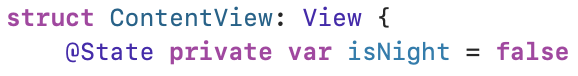 struct ContentView: View {
    @State private var isNight = false